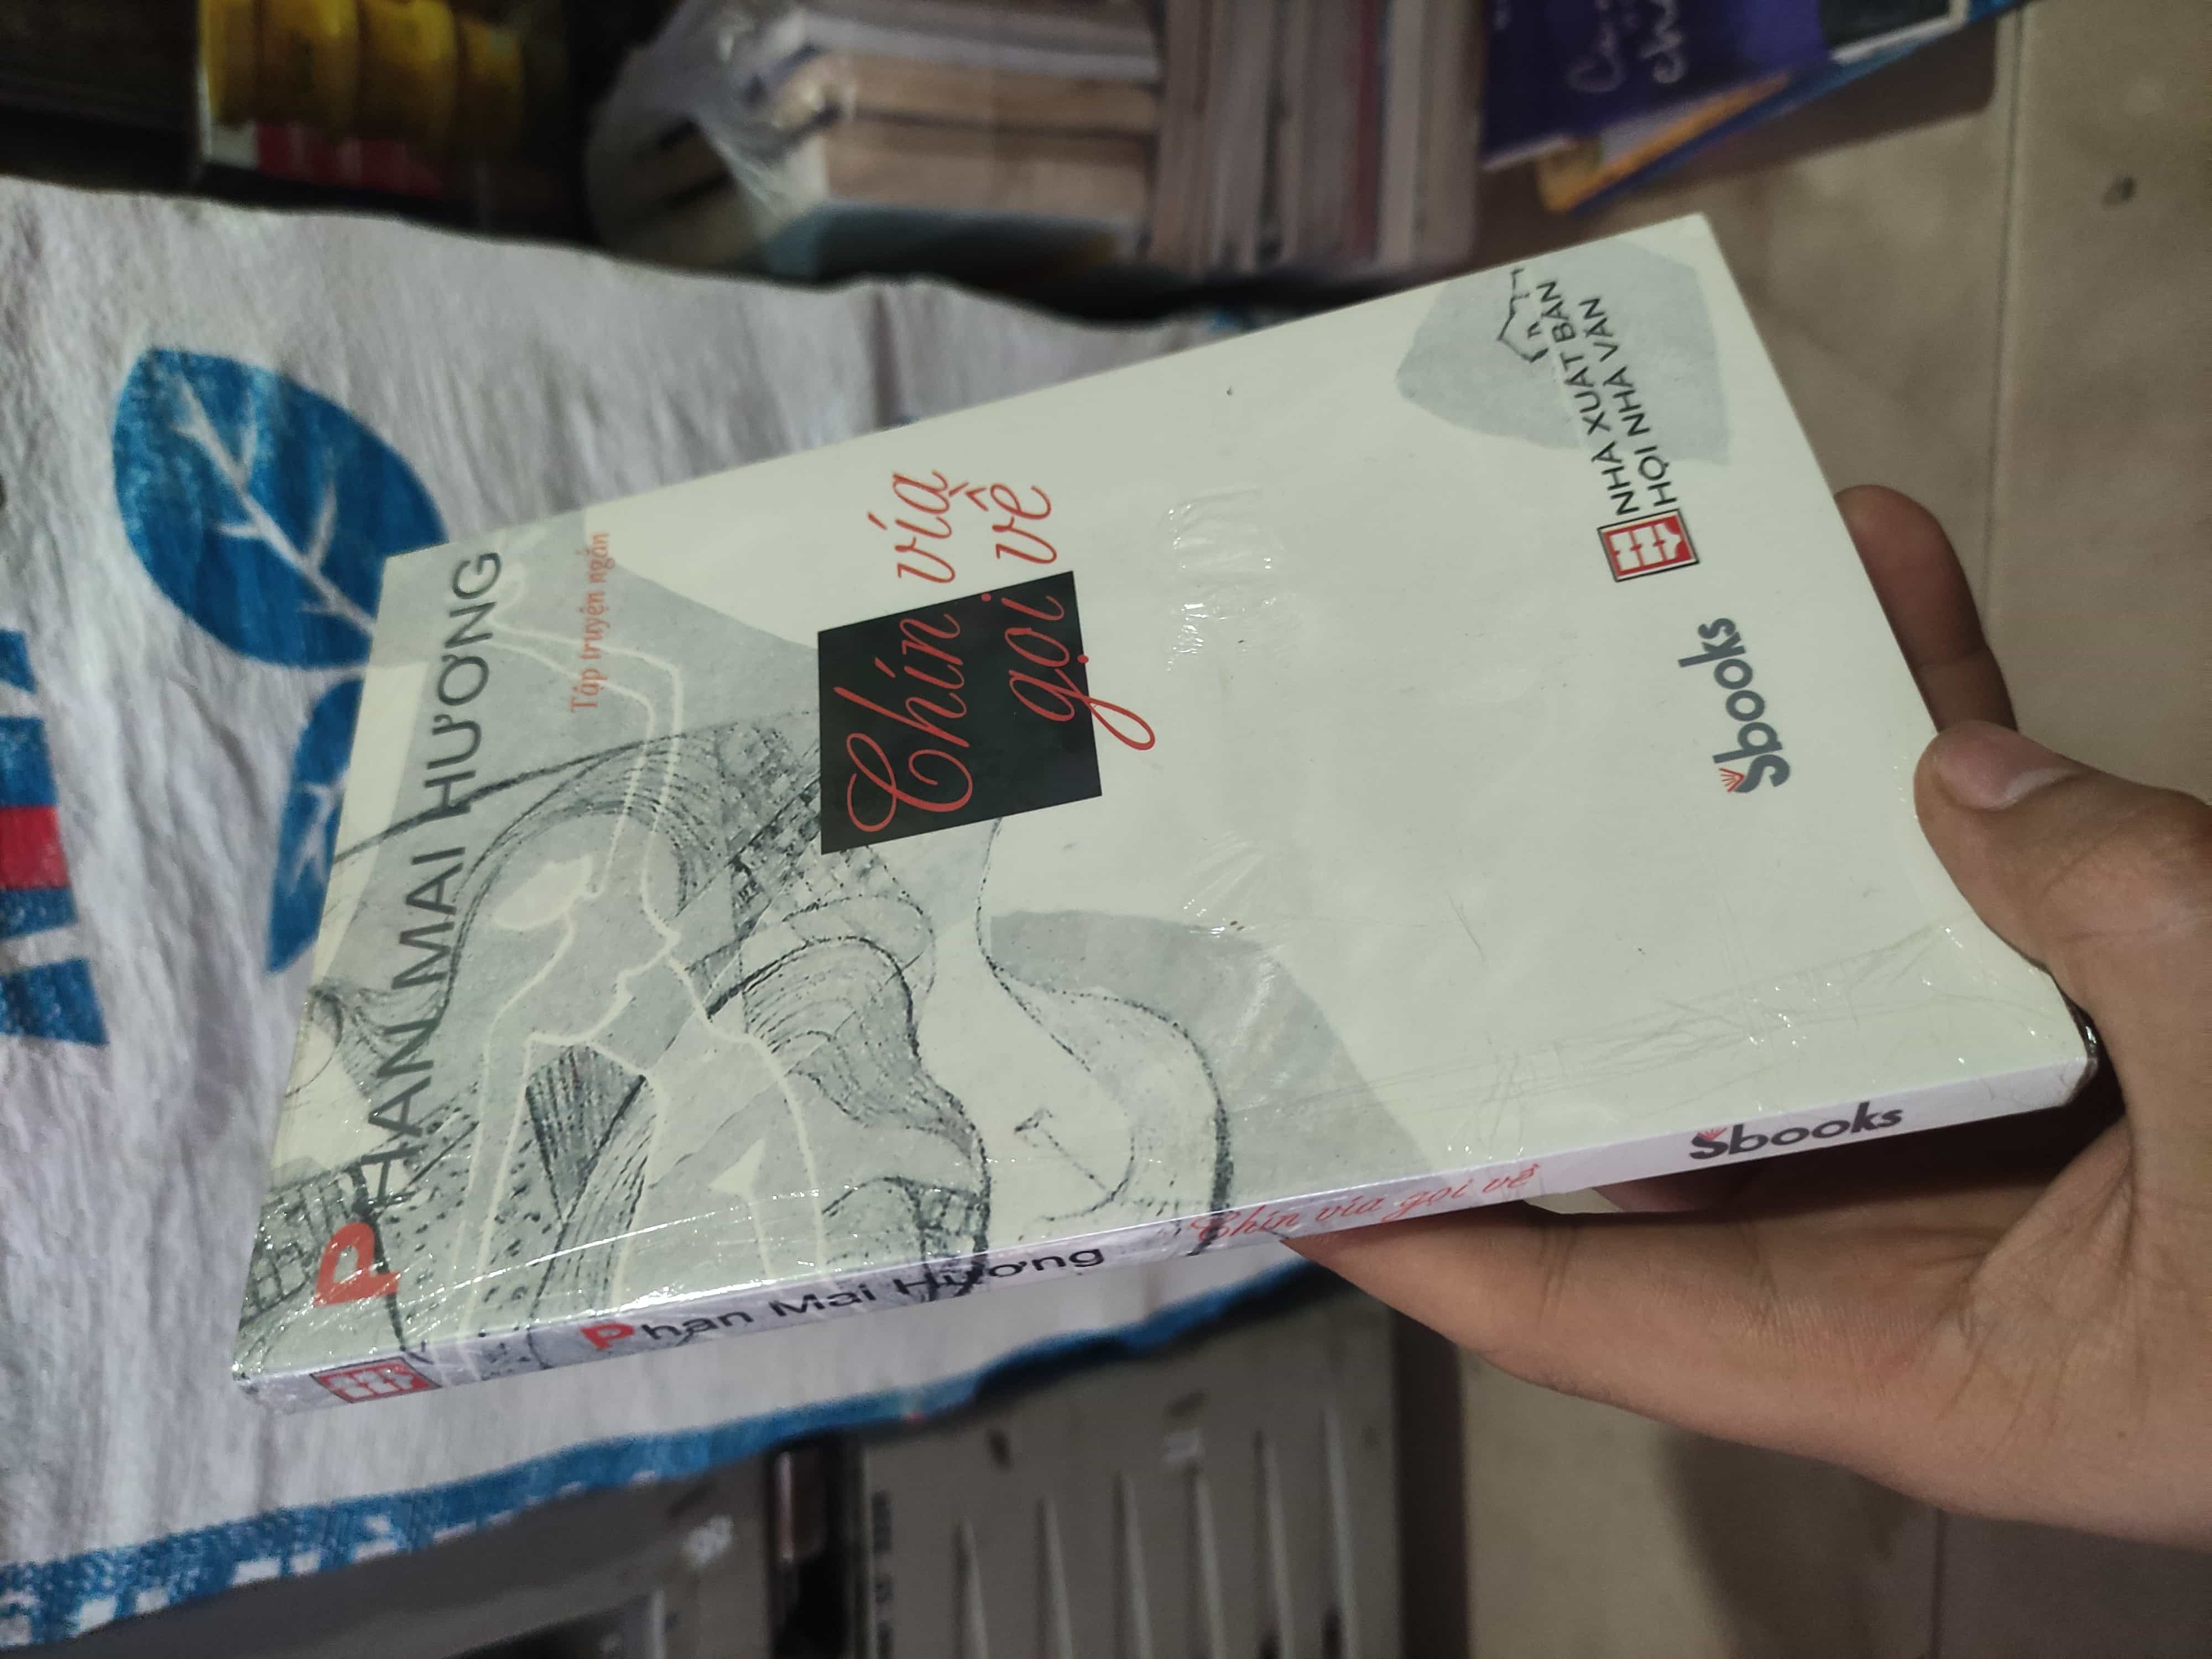 PHAN MAI HƯƠNG
Tập truyện ngắn
Chín vía
gọi về
Sbooks
NHÀ XUẤT BẢN
HỘI NHÀ VĂN
Phan Mai Hương
Chín vía gọi về
Sbooks